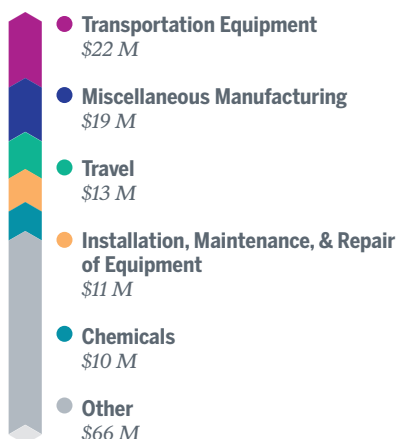 Transportation Equipment
$22 M
Miscellaneous Manufacturing
$19 M
Travel
$13 M
Installation, Maintenance, & Repair
of Equipment
$11 M
Chemicals
$10 M
Other
$66 M